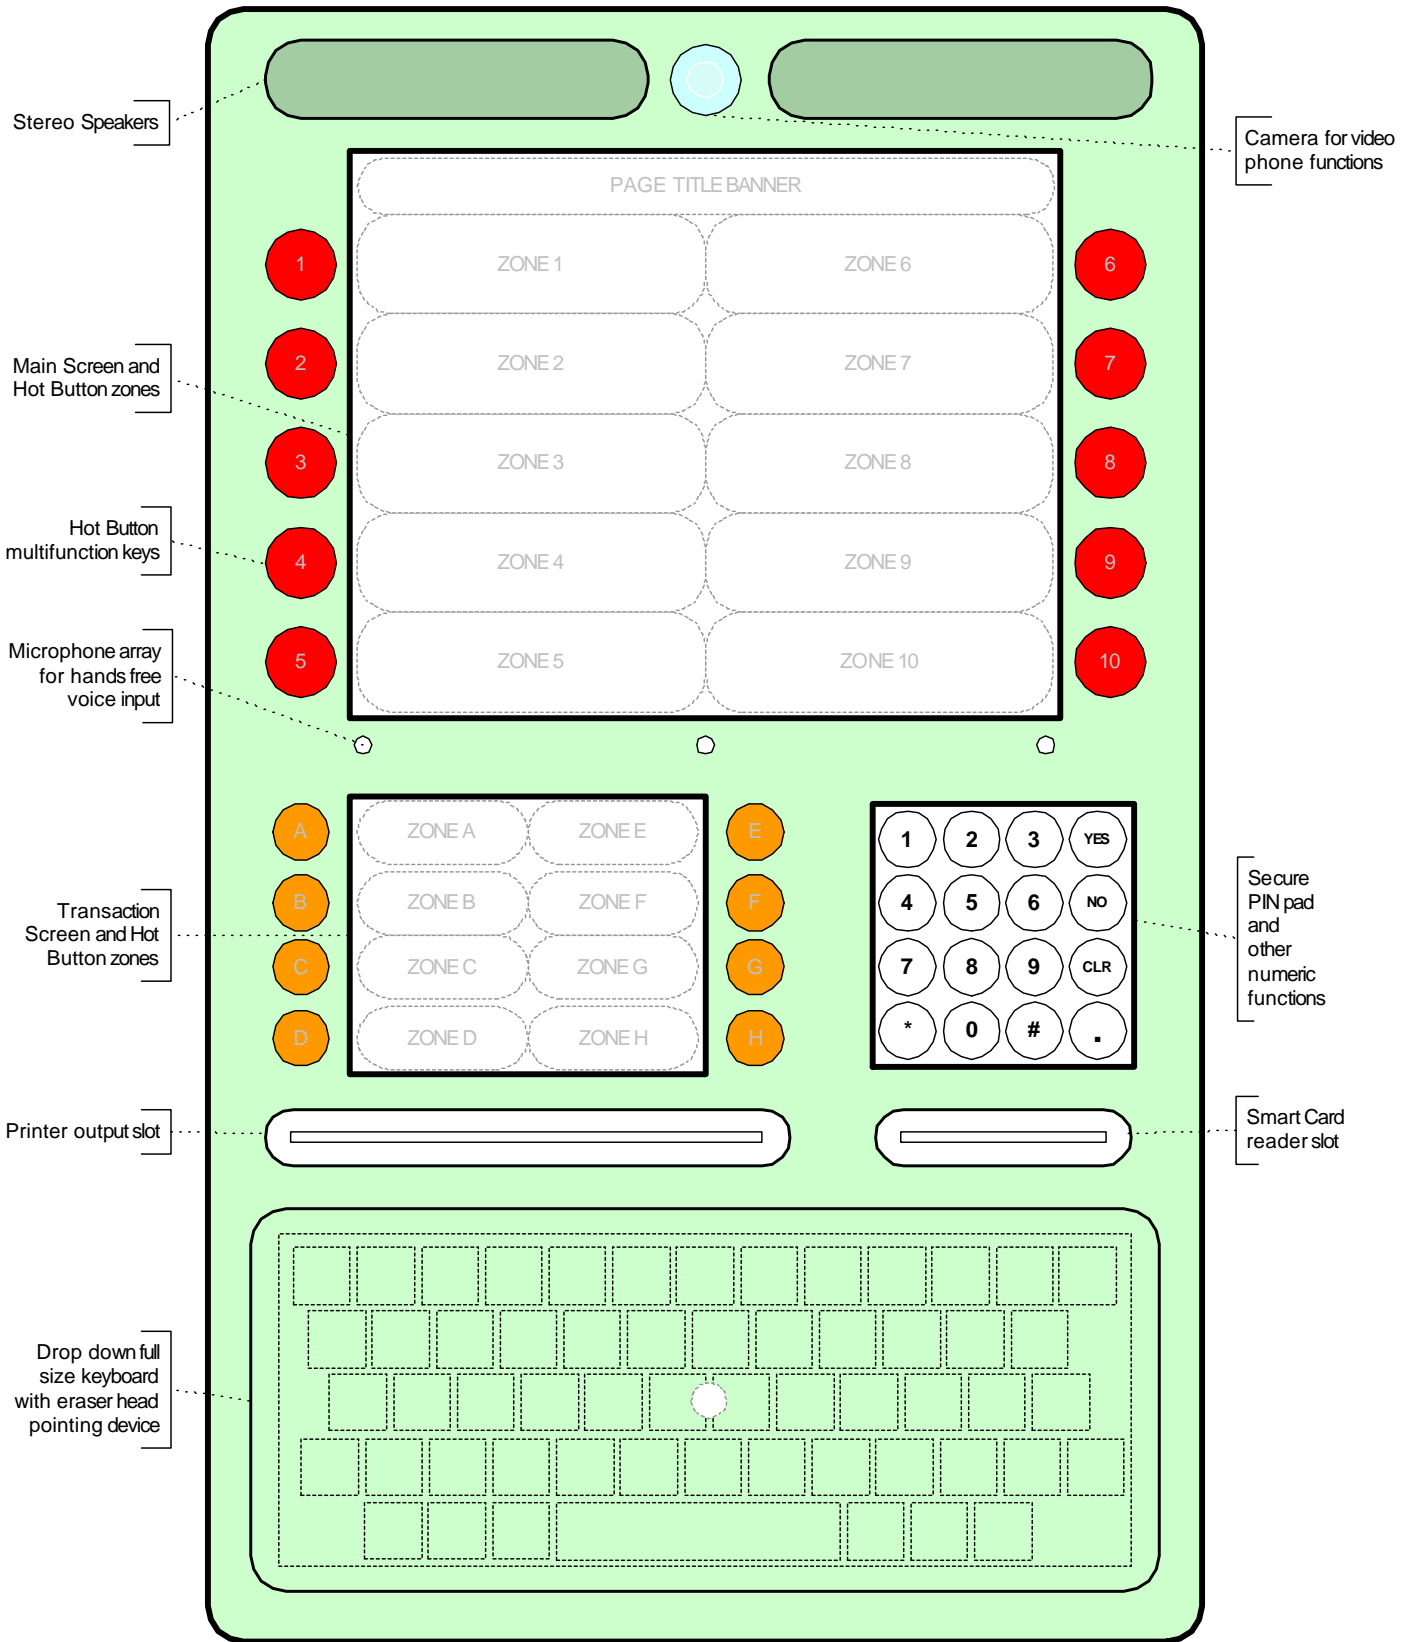 Stereo Speakers
Camera for video
phone functions
PAGE TITLE BANNER
1
ZONE 1
ZONE 6
6
2
ZONE 2
ZONE 7
7
Main Screen and
Hot Button zones
3
ZONE 3
ZONE 8
8
Hot Button
multifunction keys
4
ZONE 4
ZONE 9
9
Microphone array
for hands free
voice input
5
ZONE 5
ZONE 10
10
A
ZONE A
ZONE E
E
B
ZONE B
ZONE F
F
C
ZONE C
ZONE G
G
D
ZONE D
ZONE H
H
Transaction
Screen and Hot
Button zones
1 2 3 YES
4 5 6 NO
7 8 9 CLR
* 0 # .
Secure
PIN pad
and
other
numeric
functions
Printer output slot
Smart Card
reader slot
Drop down full
size keyboard
with eraser head
pointing device